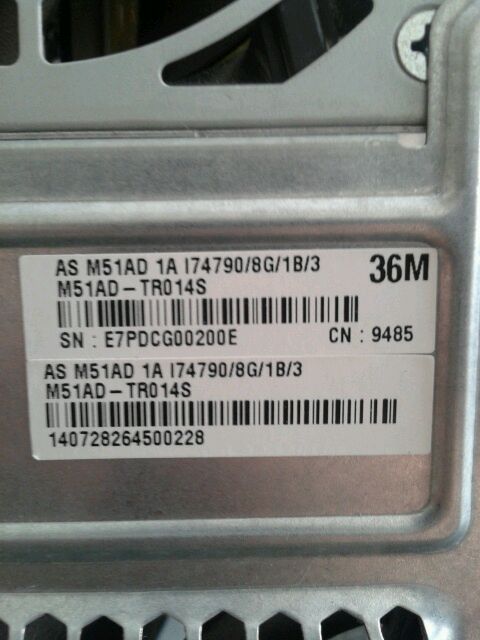 AS M51AD 1A I74790/8G/1B/3 36M
M51AD-TR014S
SN : E7PDCG00200E CN : 9485
AS M51AD 1A I74790/8G/1B/3
M51AD-TR014S
140728264500228